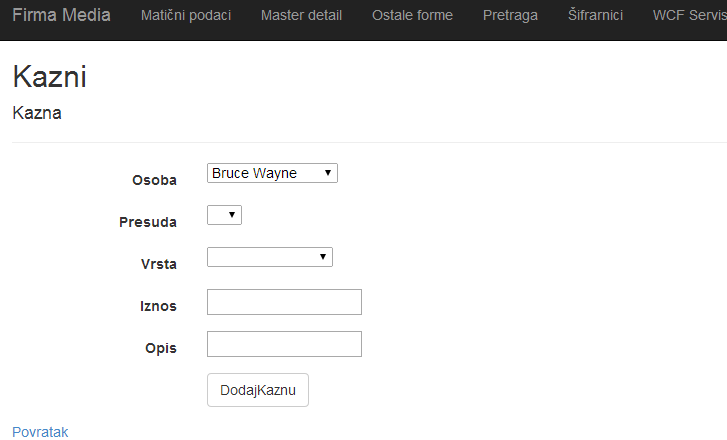 Firma Media Matični podaci Master detail Ostale forme Pretraga Šifrarnici WCF Servis
Kazni
Kazna
Osoba Bruce Wayne
Presuda
Vrsta
Iznos
Opis
DodajKaznu
Povratak